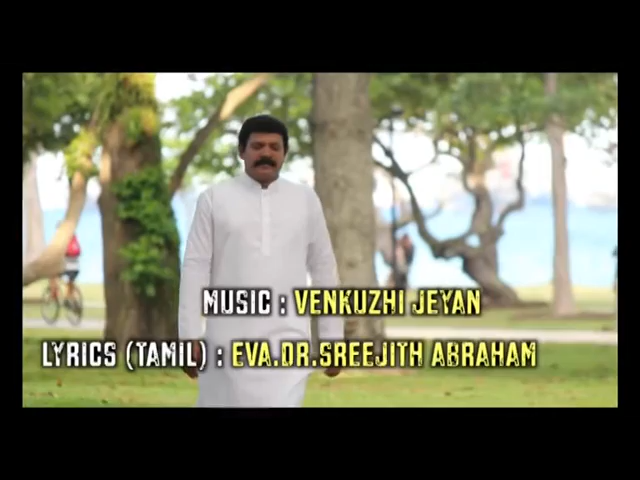 MUSIC : VENKUZHI JEYAN
LYRICS (TAMIL) : EVA.DR.SREEJITH ABRAHAM